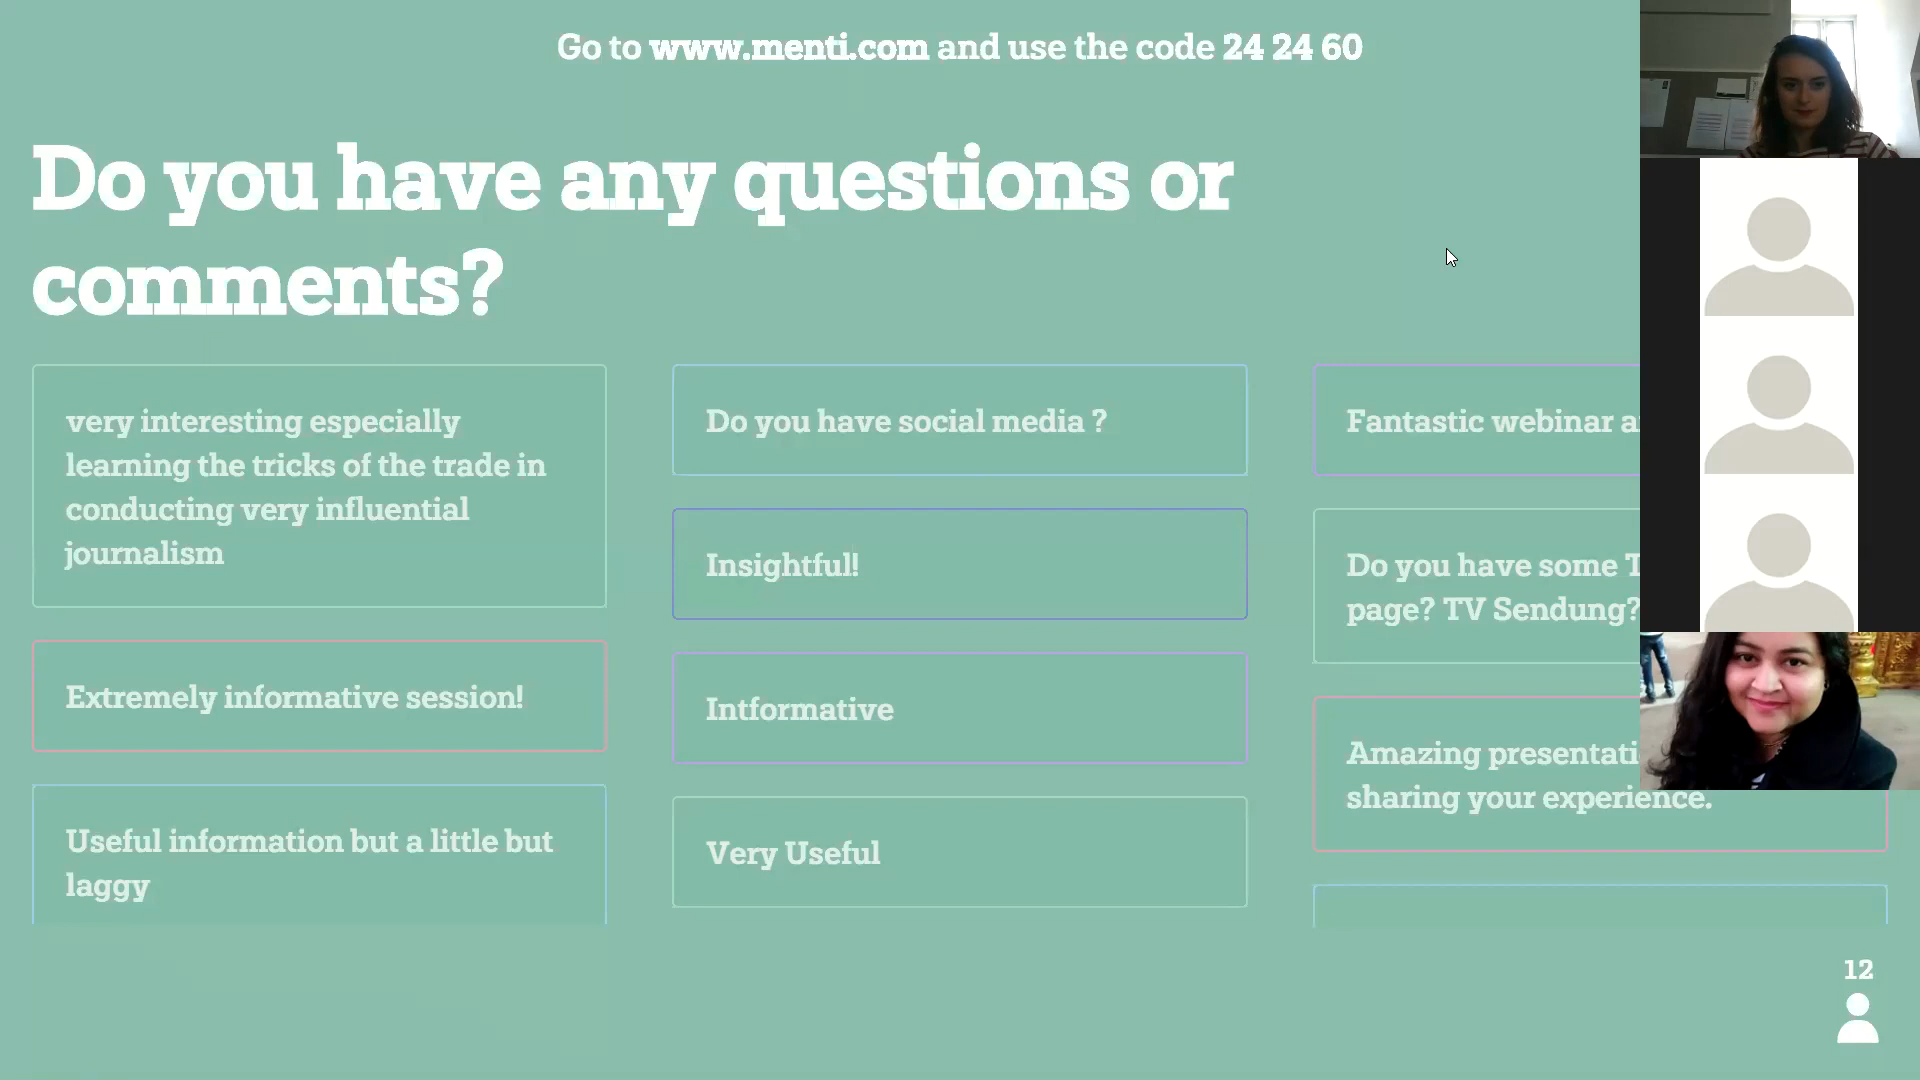 Go to www.menti.com and use the code 24 24 60
Do you have any questions or
comments?
very interesting especially
learning the tricks of the trade in
conducting very influential
journalism
Extremely informative session!
Useful information but a little but
laggy
Do you have social media ?
Insightful!
Intformative
Very Useful
Fantastic webinar
Do you have some
page? TV Sendung?
Amazing
sharing your experience.
12